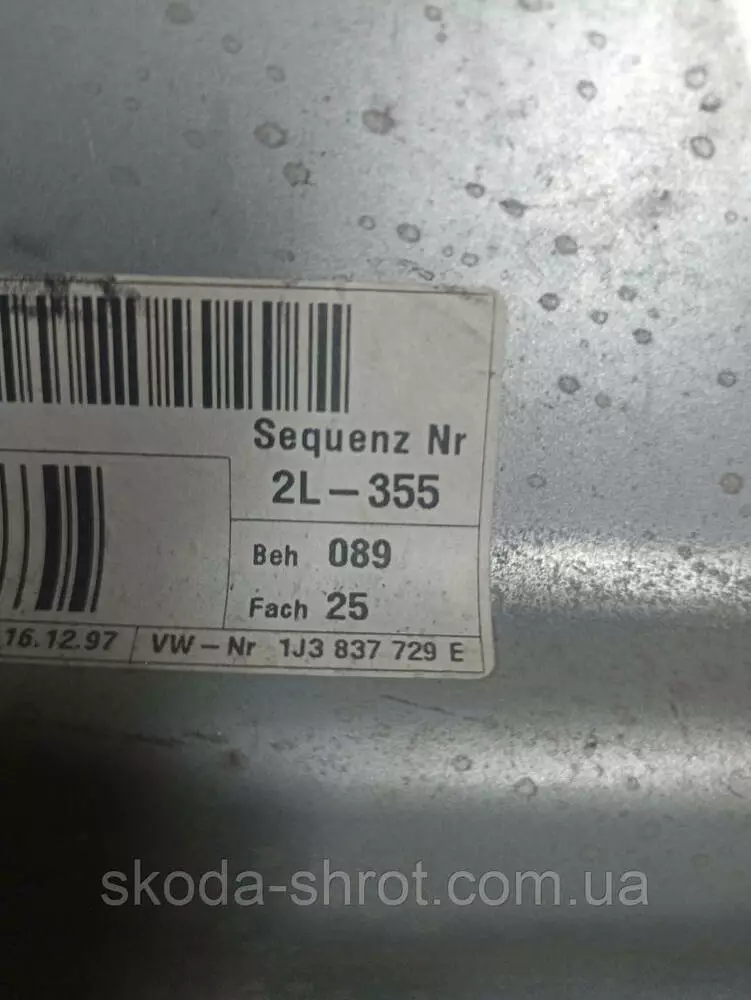 Sequenz Nr
2L-355
Beh 089
Fach 25
16.12.97 VW-Nr 1J3 837 729 E
skoda-shrot.com.ua